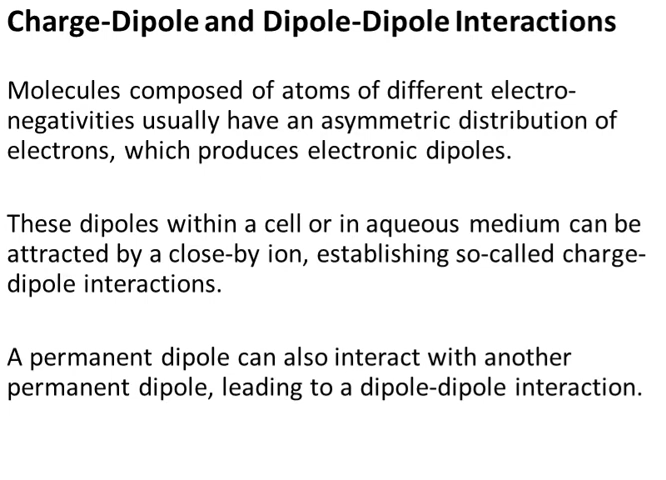 Charge-Dipole and Dipole-Dipole Interactions
Molecules composed of atoms of different electro-
negativities usually have an asymmetric distribution of
electrons, which produces electronic dipoles.
These dipoles within a cell or in aqueous medium can be
attracted by a close-by ion, establishing so-called charge-
dipole interactions.
A permanent dipole can also interact with another
permanent dipole, leading to a dipole-dipole interaction.